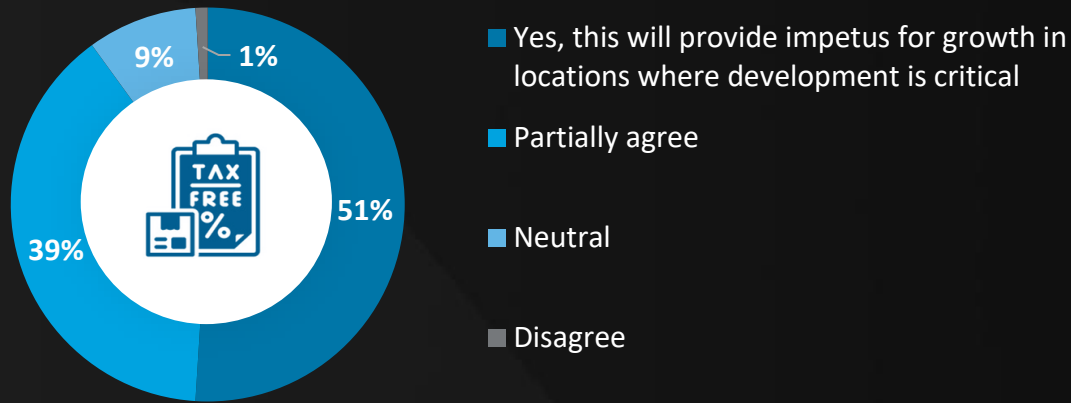 9%
1%
51%
39%
TAX
FREE
%
Yes, this will provide impetus for growth in
locations where development is critical
Partially agree
Neutral
Disagree